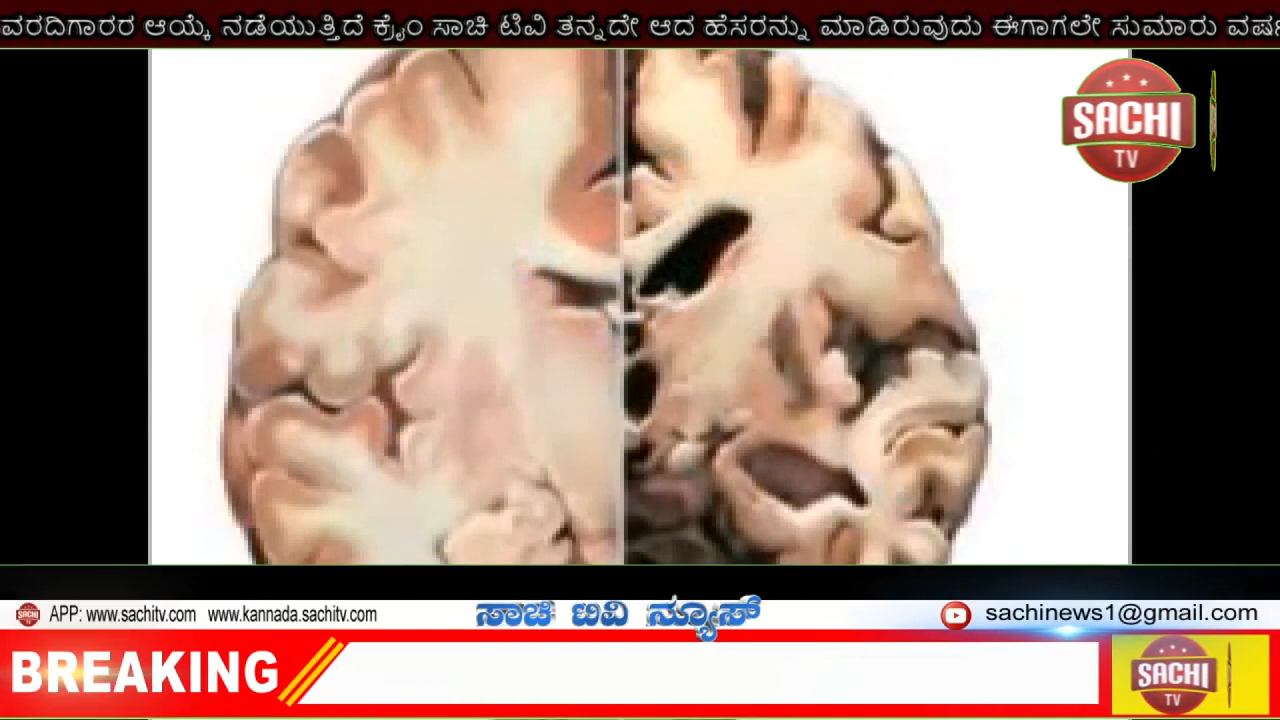 ವರದಿಗಾರರ ಆಯ್ಕೆ ನಡೆಯುತ್ತಿದೆ ಕ್ರೈಂ ಸಾಚಿ ಟಿವಿ ತನ್ನದೇ ಆದ ಹೆಸರನ್ನು ಮಾಡಿರುವುದು ಈಗಾಗಲೇ ಸುಮಾರು ವರ್ಷ
SACHI
TV
APP: www.sachitv.com www.kannada.sachitv.com
ಸಾಚಿ ಟಿವಿ ನ್ಯೂಸ್
sachinews1@gmail.com
BREAKING
SACHI
TV